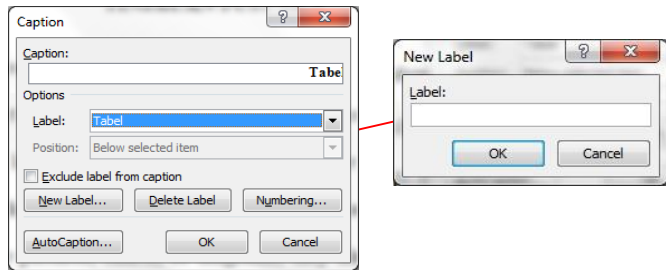 Caption
Caption:
Tabe
Options
Label: Tabel
Position: Below selected item
Exclude label from caption
New Label... Delete Label Numbering...
AutoCaption... OK Cancel
New Label
Label:
OK Cancel